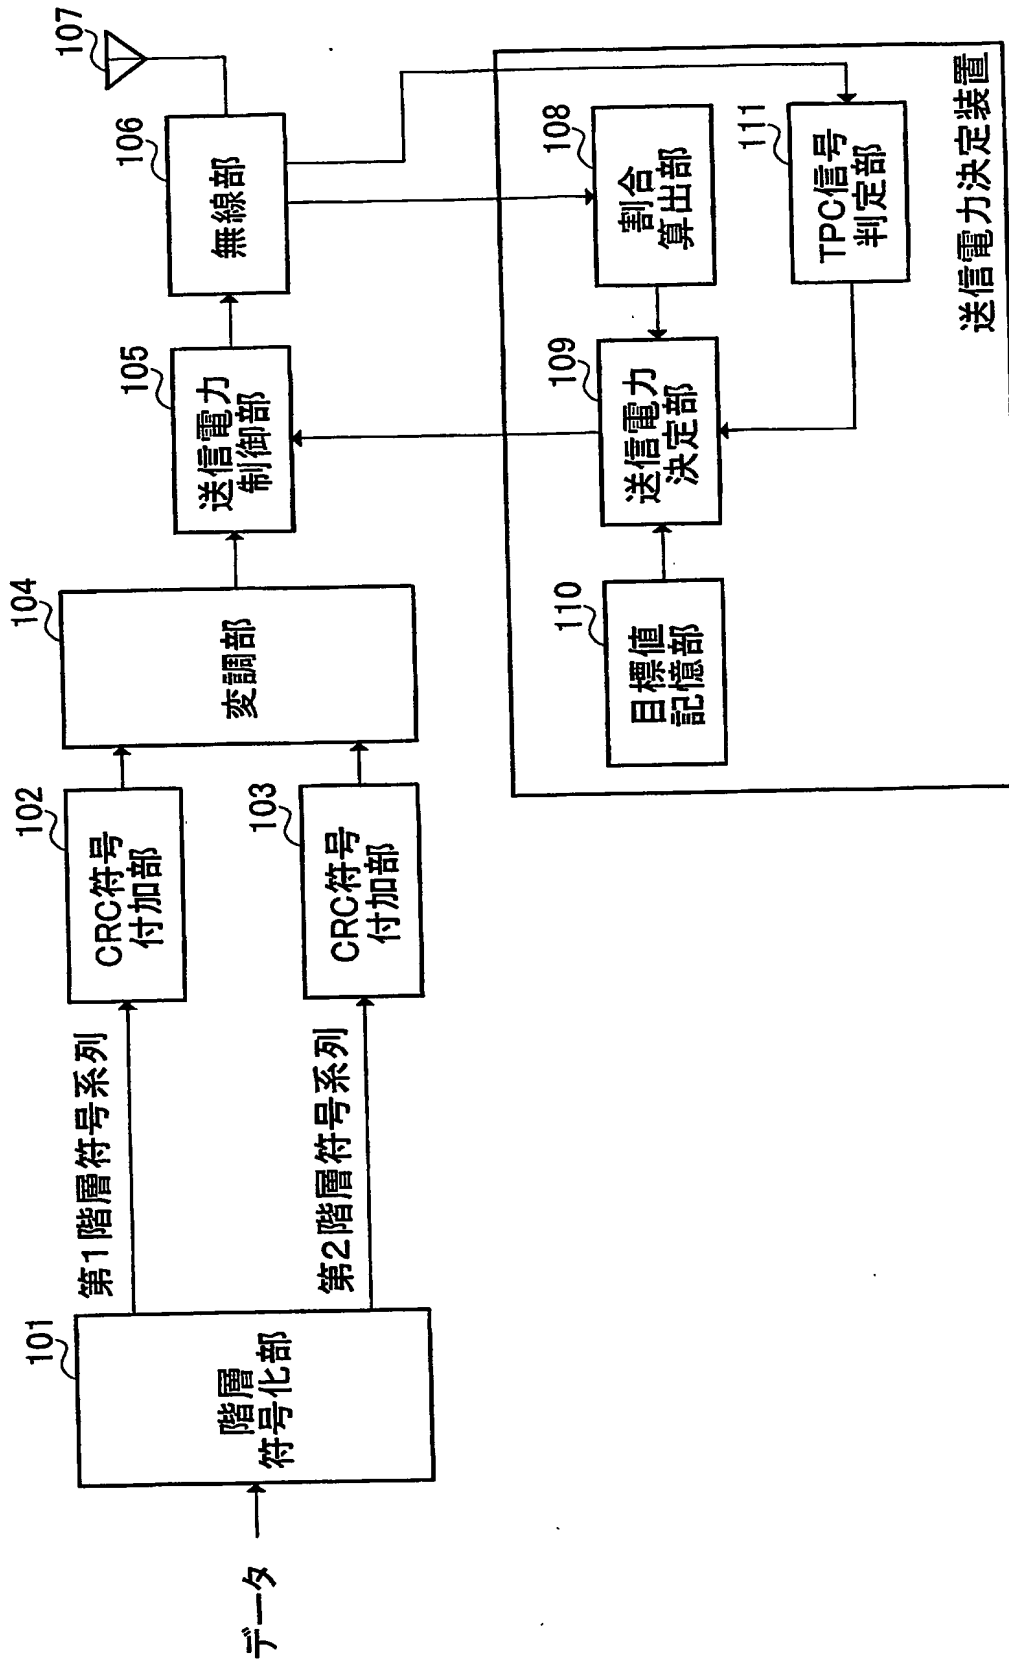 データ
101
階層
符号化部
第1階層符号系列
第2階層符号系列
102
CRC符号
付加部
103
CRC符号
付加部
104
変調部
105
送信電力
制御部
106
無線部
107
108
割合
算出部
109
送信電力
決定部
110
目標値
記憶部
111
TPC信号
判定部
送信電力決定装置